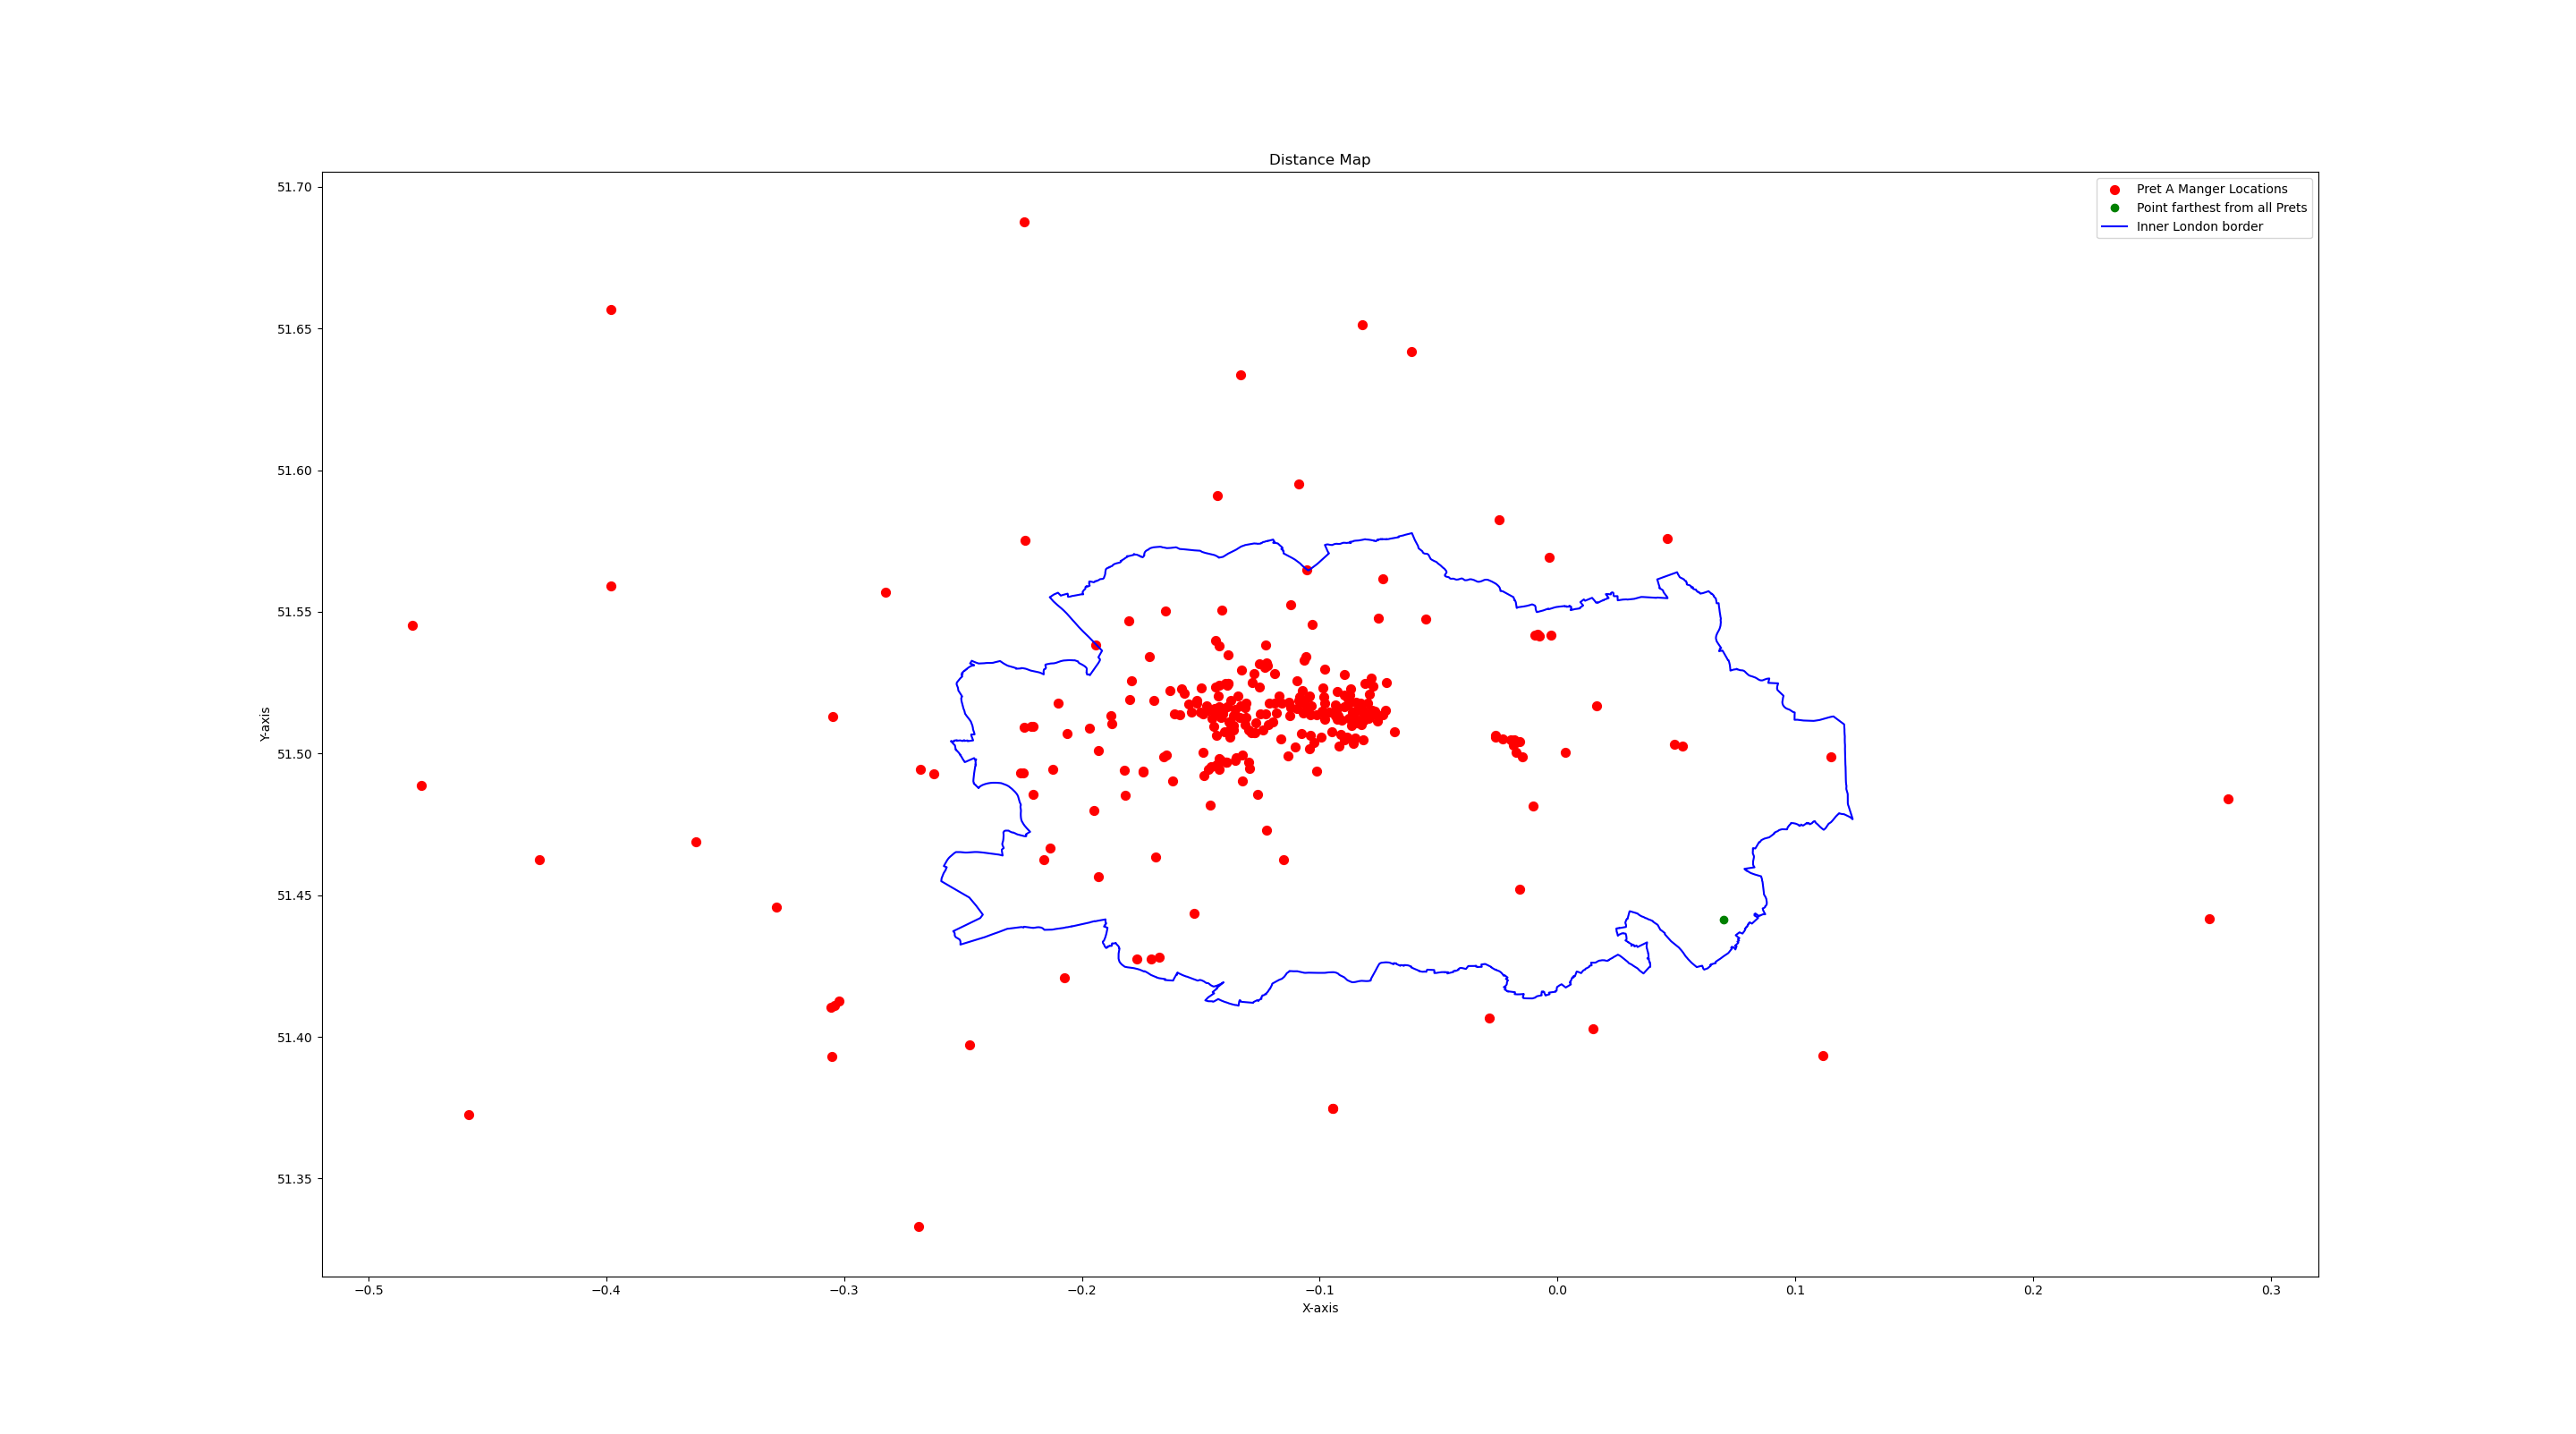 Distance Map
Pret A Manger Locations
Point farthest from all Prets
Inner London border
51.70
51.65
51.60
51.55
51.50
51.45
51.40
51.35
Y-axis
−0.5 −0.4 −0.3 −0.2 −0.1 0.0 0.1 0.2 0.3
X-axis